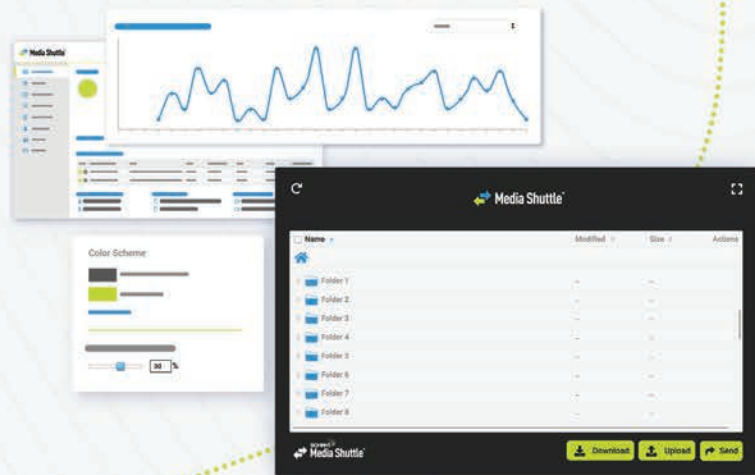 Media Shuttle
Color Scheme
30 %
Media Shuttle
Name Modified Size Actions
Folder 1 -- --
Folder 2 -- --
Folder 3 -- --
Folder 4 -- --
Folder 5 -- --
Folder 6 -- --
Folder 7 -- --
Folder 8 -- --
Media Shuttle
Download Upload Send